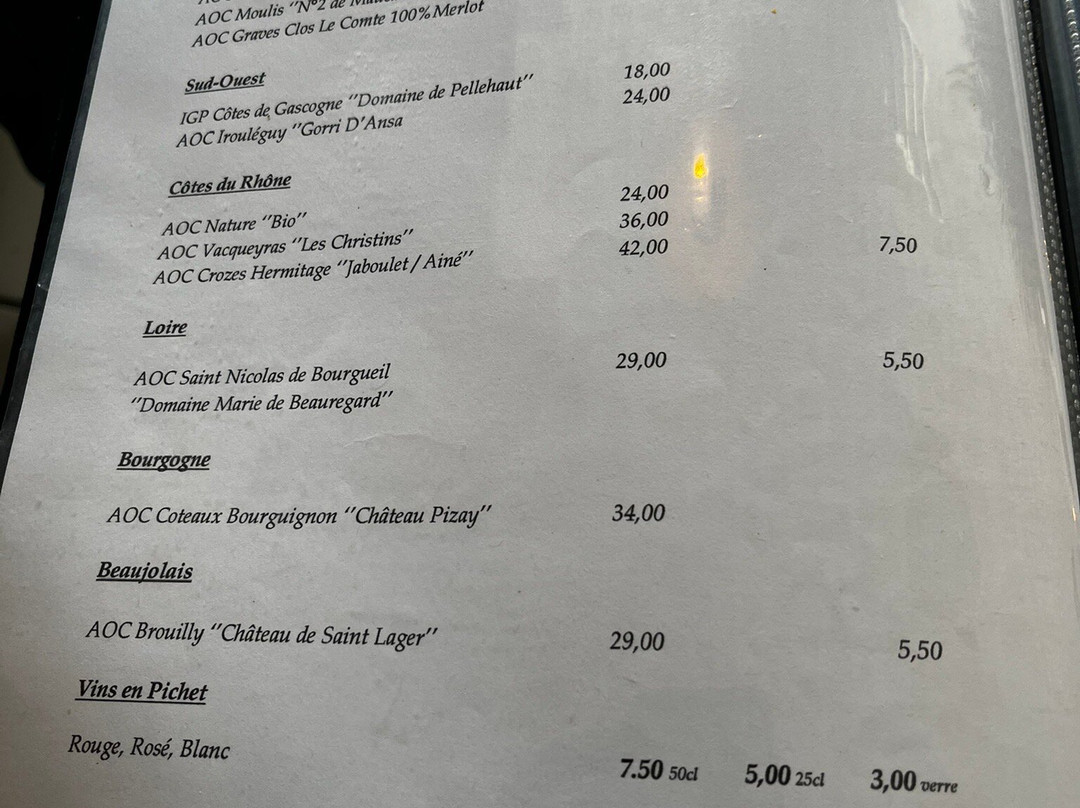 AOC Moulis ‘’N°2 de
AOC Graves Clos Le Comte 100% Merlot
Sud-Ouest
IGP Côtes de Gascogne ‘’Domaine de Pellehaut’’ 18,00
AOC Irouléguy ‘’Gorri D’Ansa 24,00
Côtes du Rhône
AOC Nature ‘’Bio’’ 24,00
AOC Vacqueyras ‘’Les Christins’’ 36,00
AOC Crozes Hermitage ‘’Jaboulet / Ainé’’ 42,00 7,50
Loire
AOC Saint Nicolas de Bourgueil 29,00 5,50
‘’Domaine Marie de Beauregard’’
Bourgogne
AOC Coteaux Bourguignon ‘’Château Pizay’’ 34,00
Beaujolais
AOC Brouilly ‘’Château de Saint Lager’’ 29,00 5,50
Vins en Pichet
Rouge, Rosé, Blanc 7.50 50cl 5,00 25cl 3,00 verre